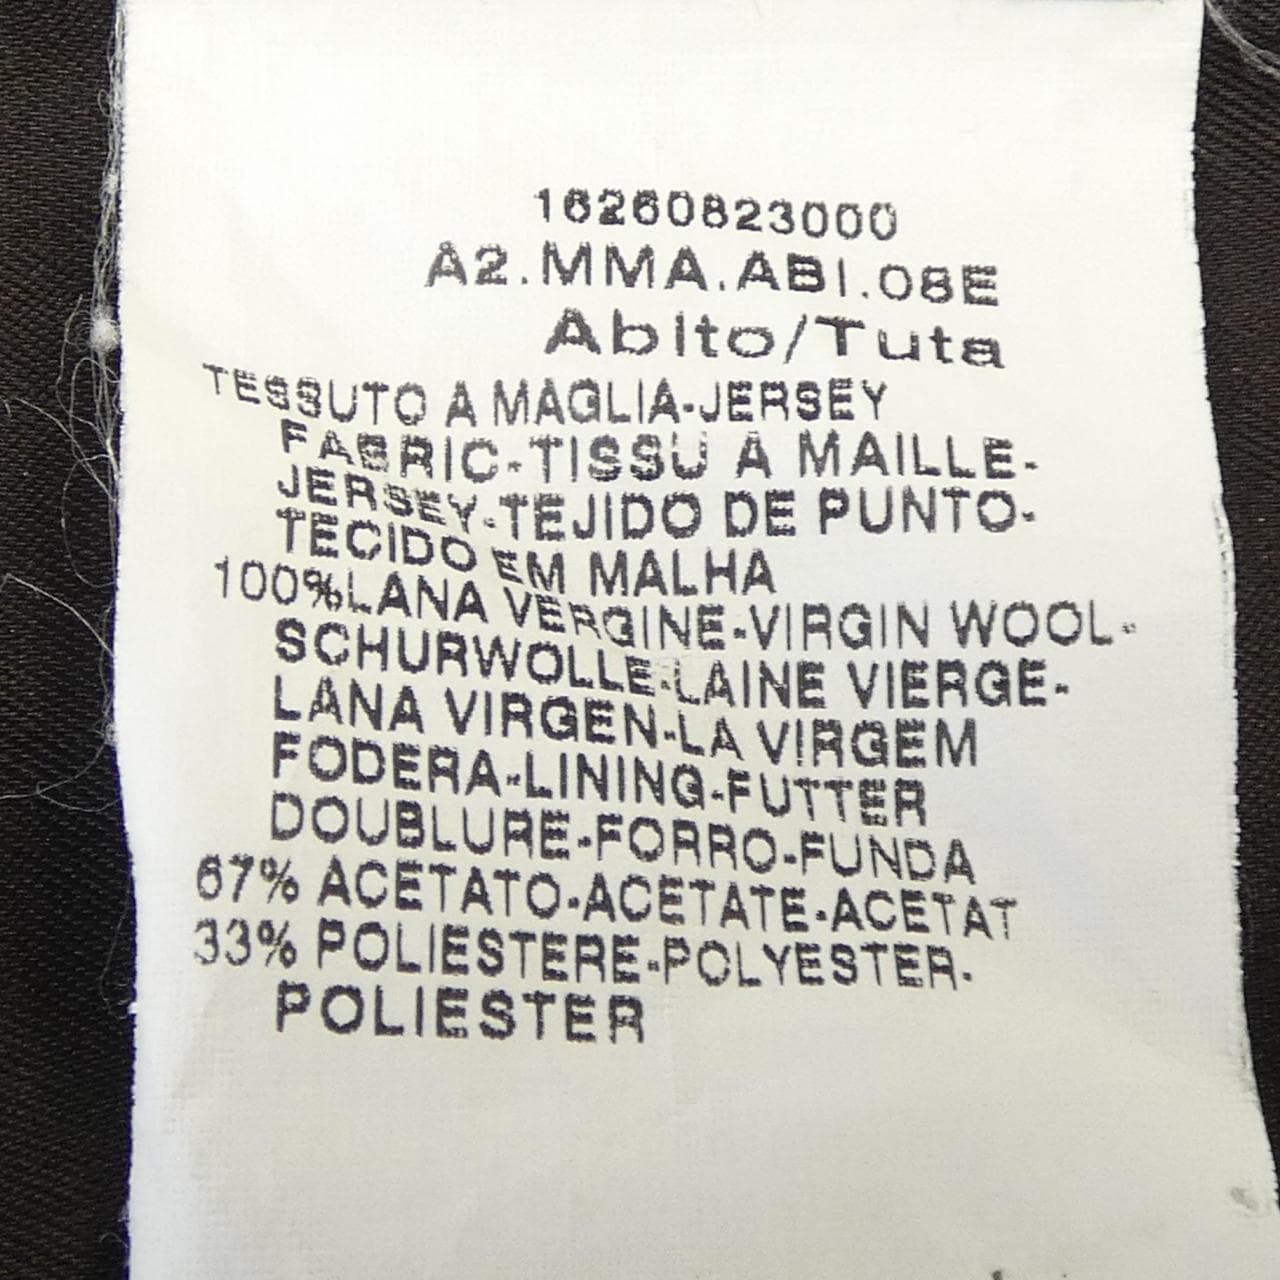 16260823000
A2.MMA.ABI.08E
Abito/Tuta
TESSUTO A MAGLIA-JERSEY
FABRIC-TISSU A MAILLE-
JERSEY-TEJIDO DE PUNTO-
TECIDO EM MALHA
100%LANA VERGINE-VIRGIN WOOL-
SCHURWOLLE-LAINE VIERGE-
LANA VIRGEN-LA VIRGEM
FODERA-LINING-FUTTER
DOUBLURE-FORRO-FUNDA
67% ACETATO-ACETATE-ACETAT
33% POLIESTERE-POLYESTER-
POLIESTER